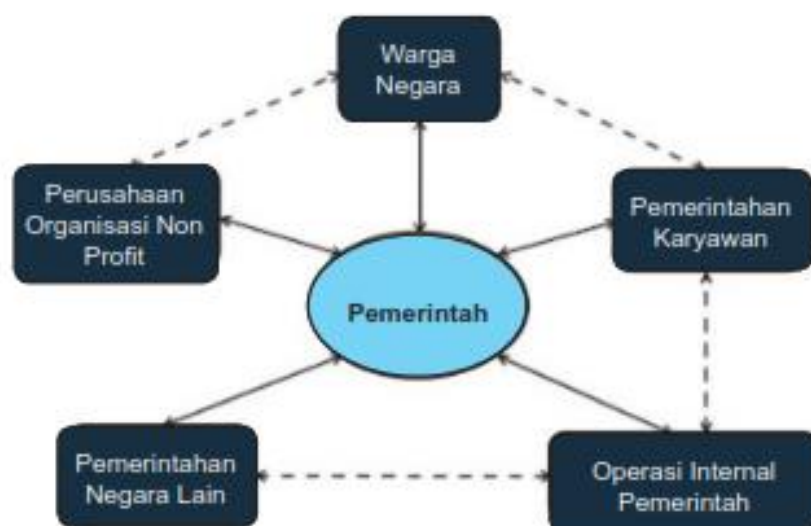 Warga
Negara
Perusahaan
Organisasi Non
Profit
Pemerintahan
Karyawan
Pemerintah
Pemerintahan
Negara Lain
Operasi Internal
Pemerintah